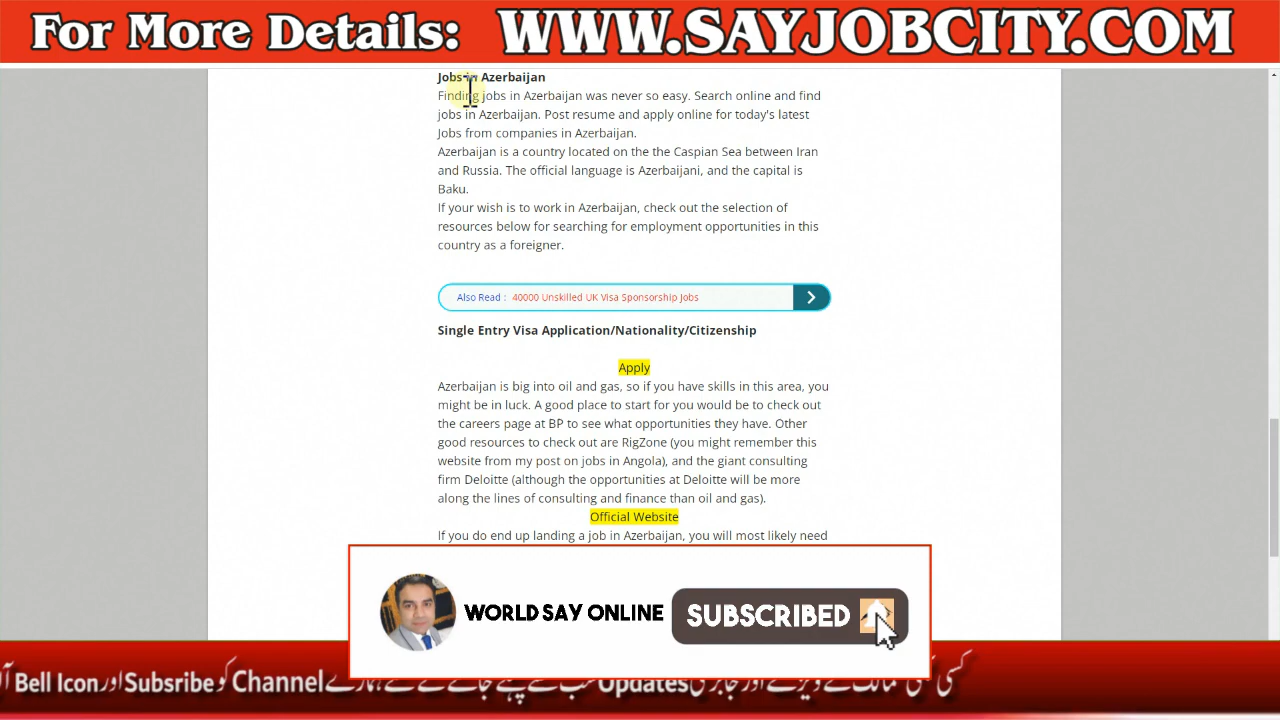 For More Details: WWW.SAYJOBCITY.COM
Jobs in Azerbaijan
Finding jobs in Azerbaijan was never so easy. Search online and find
jobs in Azerbaijan. Post resume and apply online for today's latest
Jobs from companies in Azerbaijan.
Azerbaijan is a country located on the the Caspian Sea between Iran
and Russia. The official language is Azerbaijani, and the capital is
Baku.
If your wish is to work in Azerbaijan, check out the selection of
resources below for searching for employment opportunities in this
country as a foreigner.
Also Read : 40000 Unskilled UK Visa Sponsorship Jobs
Single Entry Visa Application/Nationality/Citizenship
Apply
Azerbaijan is big into oil and gas, so if you have skills in this area, you
might be in luck. A good place to start for you would be to check out
the careers page at BP to see what opportunities they have. Other
good resources to check out are RigZone (you might remember this
website from my post on jobs in Angola), and the giant consulting
firm Deloitte (although the opportunities at Deloitte will be more
along the lines of consulting and finance than oil and gas).
Official Website
If you do end up landing a job in Azerbaijan, you will most likely need
WORLD SAY ONLINE SUBSCRIBED
کسی بھی ممالک کے ویزے اور جابز کی Updates سب سے پہلے جاننے کے لئے ہمارے Channel کو Subsribe اور Bell Icon